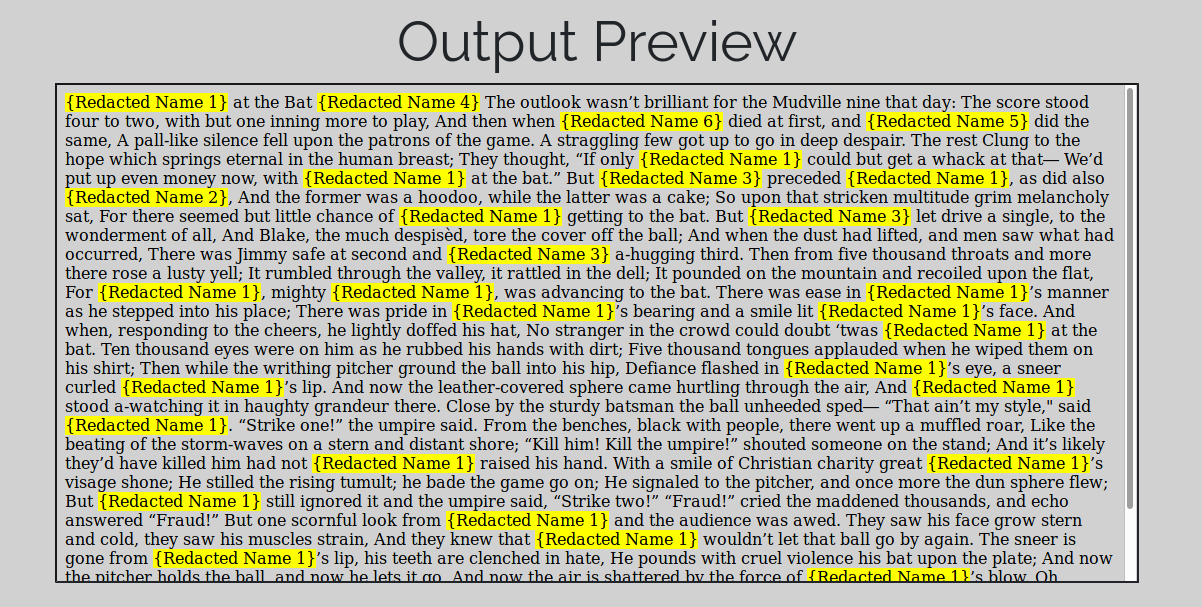 Output Preview
{Redacted Name 1} at the Bat {Redacted Name 4} The outlook wasn’t brilliant for the Mudville nine that day: The score stood
four to two, with but one inning more to play, And then when {Redacted Name 6} died at first, and {Redacted Name 5} did the
same, A pall-like silence fell upon the patrons of the game. A straggling few got up to go in deep despair. The rest Clung to the
hope which springs eternal in the human breast; They thought, “If only {Redacted Name 1} could but get a whack at that— We’d
put up even money now, with {Redacted Name 1} at the bat.” But {Redacted Name 3} preceded {Redacted Name 1}, as did also
{Redacted Name 2}, And the former was a hoodoo, while the latter was a cake; So upon that stricken multitude grim melancholy
sat, For there seemed but little chance of {Redacted Name 1} getting to the bat. But {Redacted Name 3} let drive a single, to the
wonderment of all, And Blake, the much despisèd, tore the cover off the ball; And when the dust had lifted, and men saw what had
occurred, There was Jimmy safe at second and {Redacted Name 3} a-hugging third. Then from five thousand throats and more
there rose a lusty yell; It rumbled through the valley, it rattled in the dell; It pounded on the mountain and recoiled upon the flat,
For {Redacted Name 1}, mighty {Redacted Name 1}, was advancing to the bat. There was ease in {Redacted Name 1}’s manner
as he stepped into his place; There was pride in {Redacted Name 1}’s bearing and a smile lit {Redacted Name 1}’s face. And
when, responding to the cheers, he lightly doffed his hat, No stranger in the crowd could doubt ‘twas {Redacted Name 1} at the
bat. Ten thousand eyes were on him as he rubbed his hands with dirt; Five thousand tongues applauded when he wiped them on
his shirt; Then while the writhing pitcher ground the ball into his hip, Defiance flashed in {Redacted Name 1}’s eye, a sneer
curled {Redacted Name 1}’s lip. And now the leather-covered sphere came hurtling through the air, And {Redacted Name 1}
stood a-watching it in haughty grandeur there. Close by the sturdy batsman the ball unheeded sped— “That ain’t my style," said
{Redacted Name 1}. “Strike one!” the umpire said. From the benches, black with people, there went up a muffled roar, Like the
beating of the storm-waves on a stern and distant shore; “Kill him! Kill the umpire!” shouted someone on the stand; And it’s likely
they’d have killed him had not {Redacted Name 1} raised his hand. With a smile of Christian charity great {Redacted Name 1}’s
visage shone; He stilled the rising tumult; he bade the game go on; He signaled to the pitcher, and once more the dun sphere flew;
But {Redacted Name 1} still ignored it and the umpire said, “Strike two!” “Fraud!” cried the maddened thousands, and echo
answered “Fraud!” But one scornful look from {Redacted Name 1} and the audience was awed. They saw his face grow stern
and cold, they saw his muscles strain, And they knew that {Redacted Name 1} wouldn’t let that ball go by again. The sneer is
gone from {Redacted Name 1}’s lip, his teeth are clenched in hate, He pounds with cruel violence his bat upon the plate; And now
the pitcher holds the ball, and now he lets it go, And now the air is shattered by the force of {Redacted Name 1}’s blow. Oh